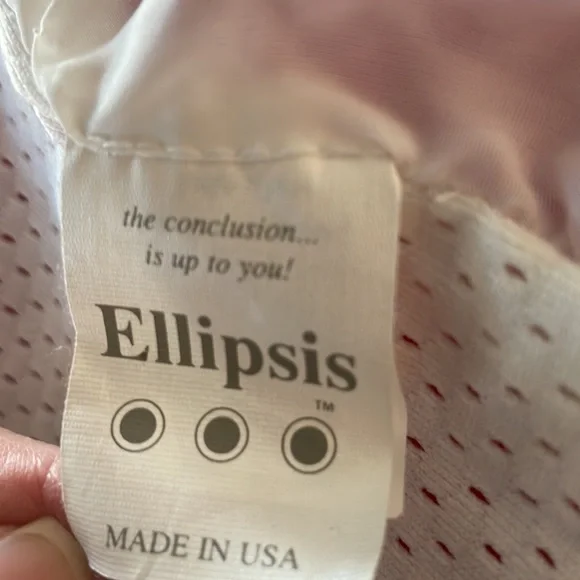 the conclusion...
is up to you!
Ellipsis
TM
MADE IN USA